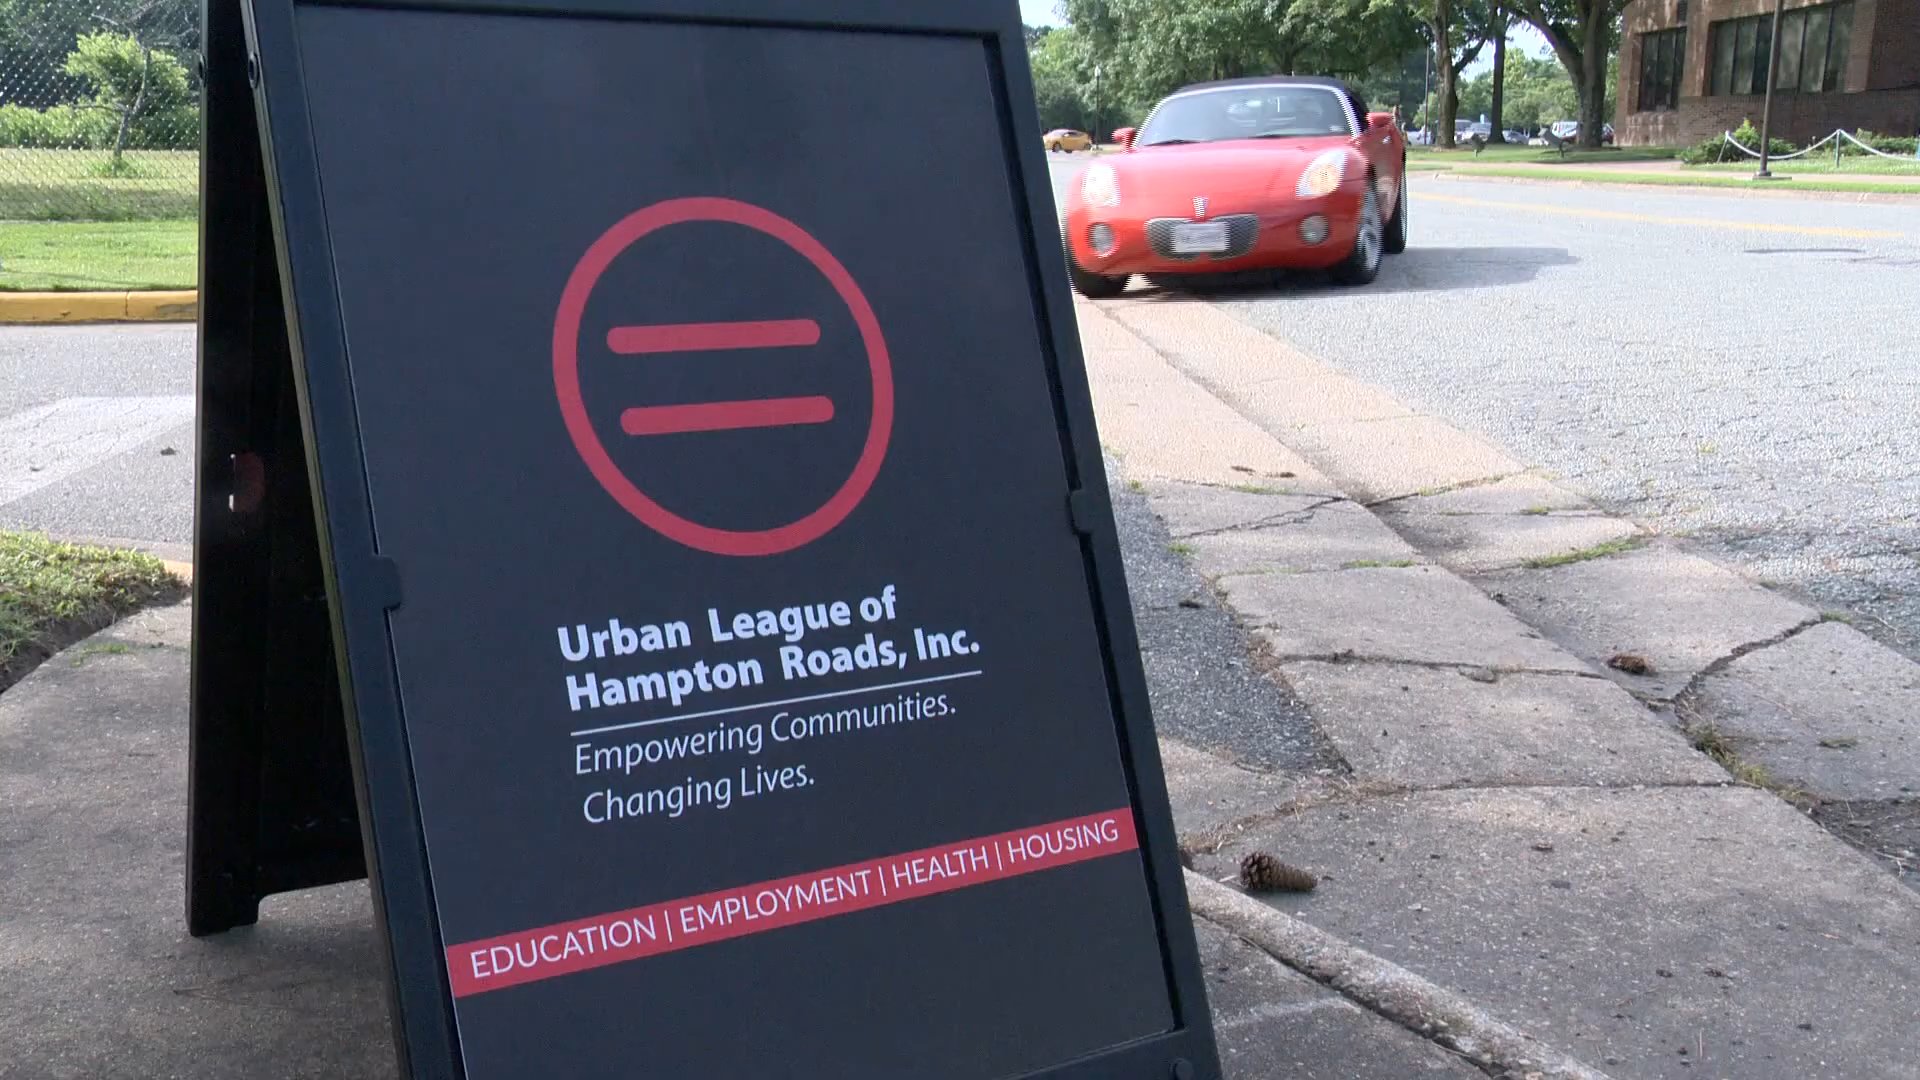 Urban League of
Hampton Roads, Inc.
Empowering Communities.
Changing Lives.
EDUCATION | EMPLOYMENT | HEALTH | HOUSING